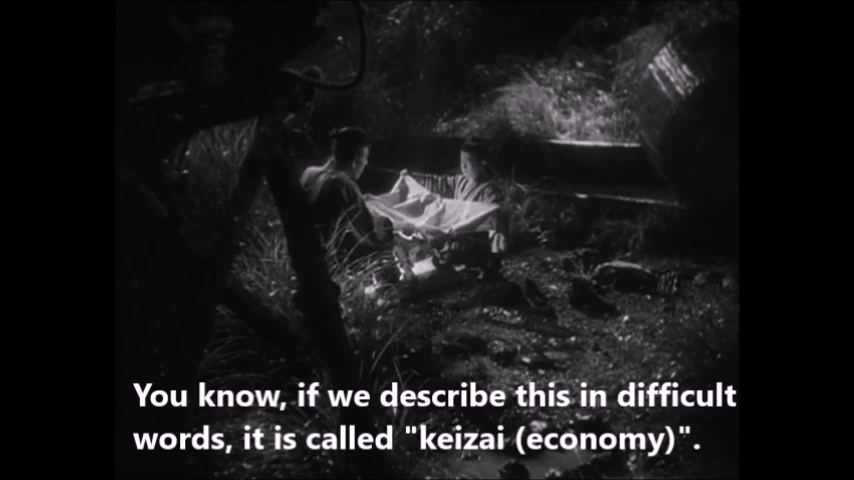 You know, if we describe this in difficult
words, it is called "keizai (economy)".